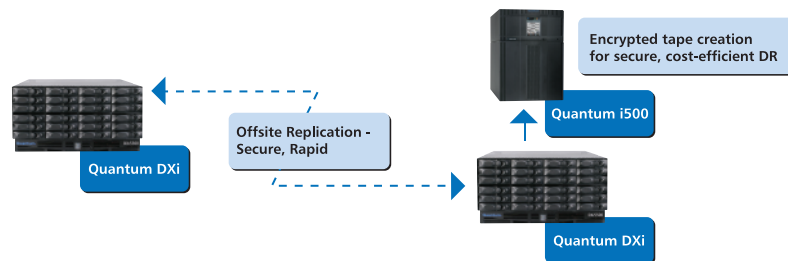 Encrypted tape creation
for secure, cost-efficient DR
Quantum i500
Offsite Replication -
Secure, Rapid
Quantum DXi
Quantum DXi